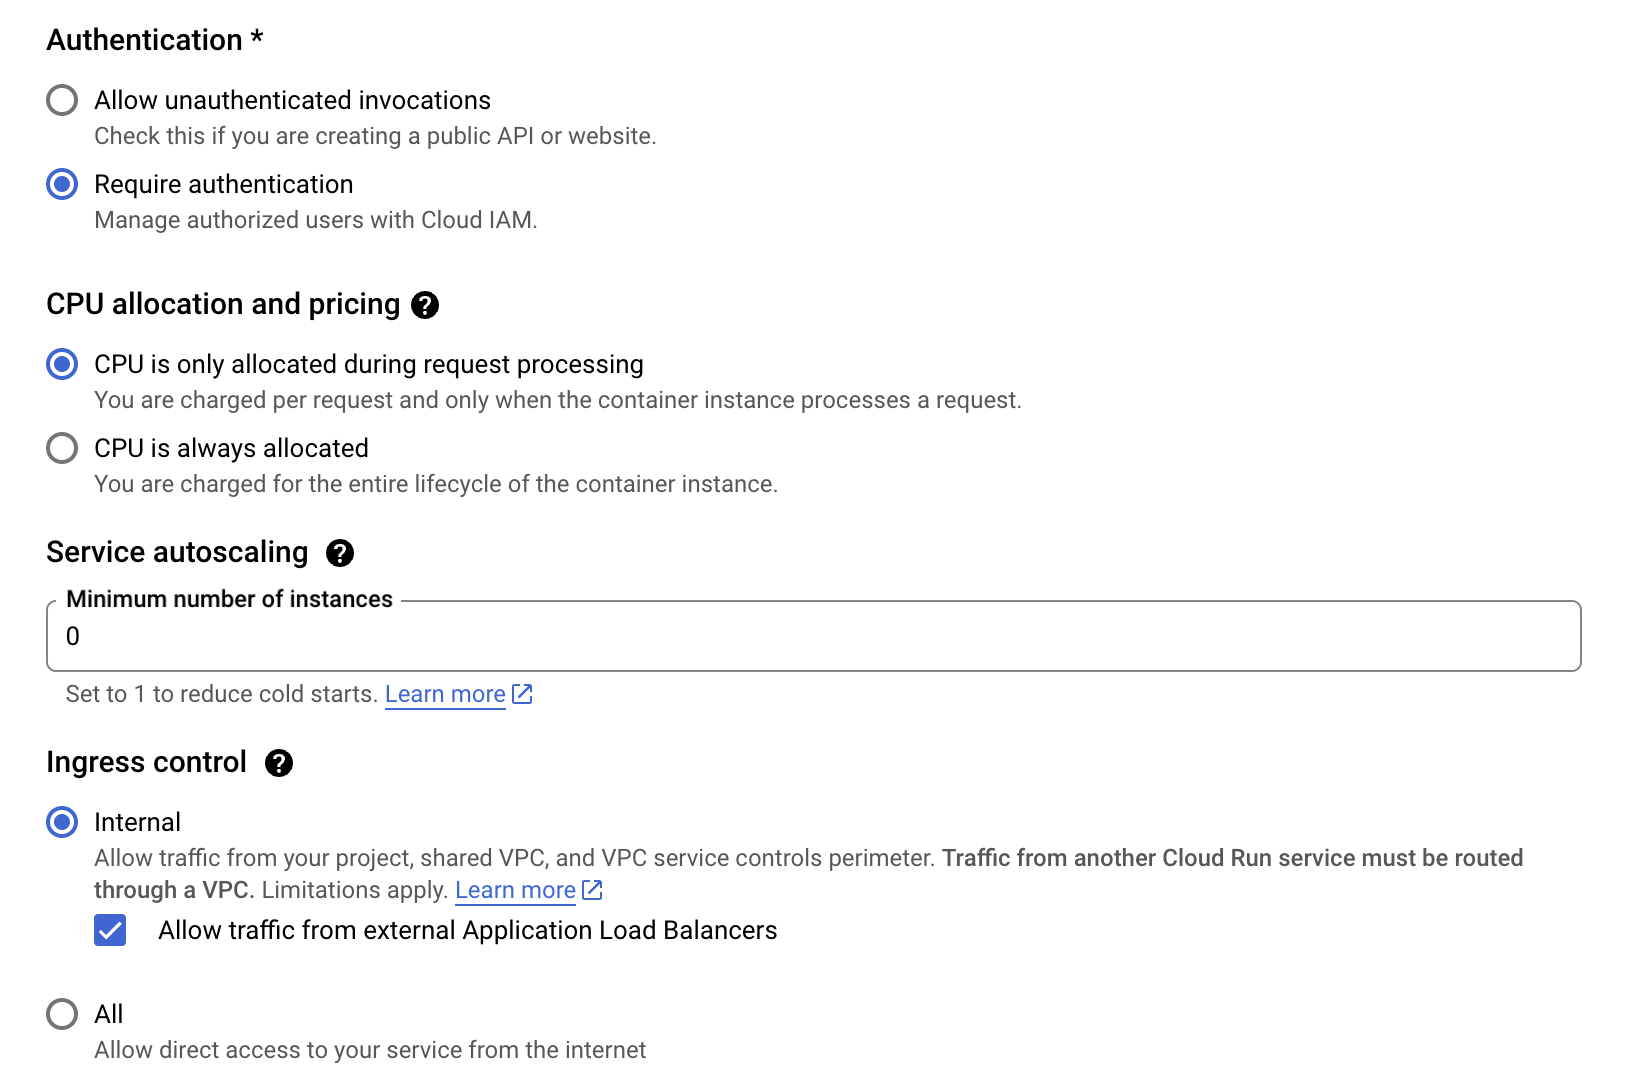 Authentication *
Allow unauthenticated invocations
Check this if you are creating a public API or website.
Require authentication
Manage authorized users with Cloud IAM.
CPU allocation and pricing ?
CPU is only allocated during request processing
You are charged per request and only when the container instance processes a request.
CPU is always allocated
You are charged for the entire lifecycle of the container instance.
Service autoscaling ?
Minimum number of instances
0
Set to 1 to reduce cold starts. Learn more
Ingress control ?
Internal
Allow traffic from your project, shared VPC, and VPC service controls perimeter. Traffic from another Cloud Run service must be routed
through a VPC. Limitations apply. Learn more
Allow traffic from external Application Load Balancers
All
Allow direct access to your service from the internet